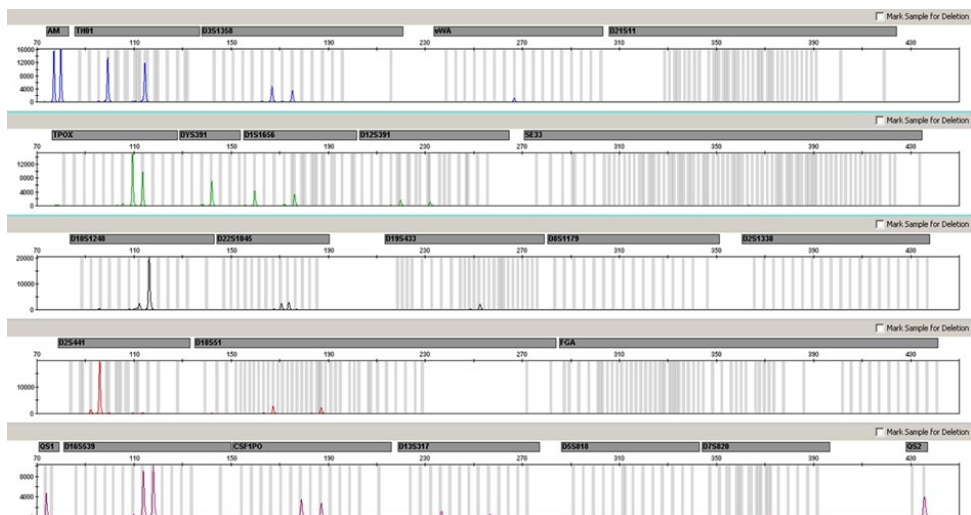 Mark Sample for Deletion
AM TH01 D3S1358 vWA D21S11
70 110 150 190 230 270 310 350 390 430
16000
12000
8000
4000
0
Mark Sample for Deletion
TPOX DYS391 D1S1656 D12S391 SE33
70 110 150 190 230 270 310 350 390 430
12000
8000
4000
0
Mark Sample for Deletion
D10S1248 D22S1045 D19S433 D8S1179 D2S1338
70 110 150 190 230 270 310 350 390 430
20000
10000
0
Mark Sample for Deletion
D2S441 D18S51 FGA
70 110 150 190 230 270 310 350 390 430
10000
0
Mark Sample for Deletion
QS1 D16S539 CSF1PO D13S317 D5S818 D7S820 QS2
70 110 150 190 230 270 310 350 390 430
8000
4000